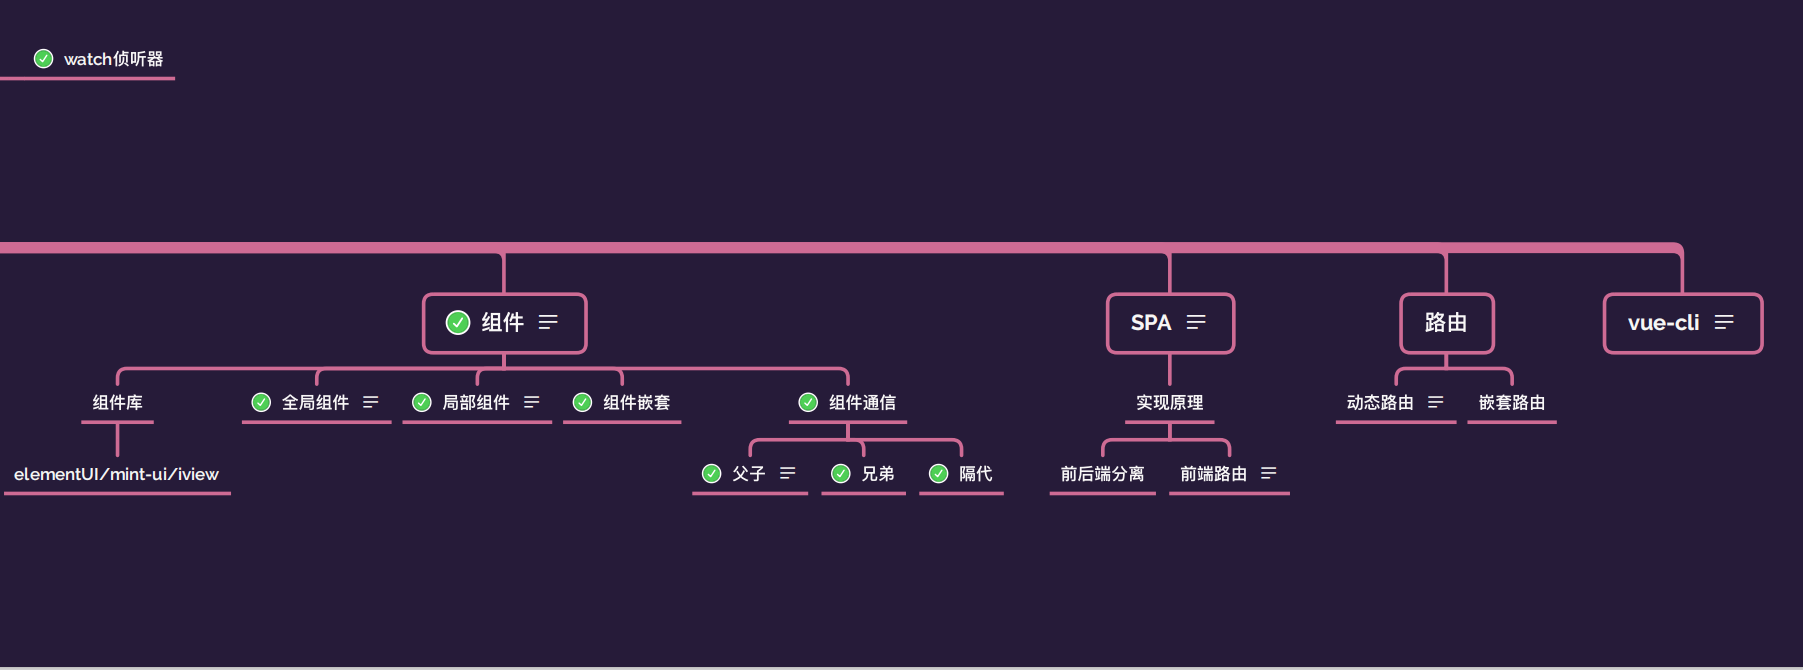 watch侦听器
组件
SPA
路由
vue-cli
组件库
全局组件
局部组件
组件嵌套
组件通信
实现原理
动态路由
嵌套路由
elementUI/mint-ui/iview
父子
兄弟
隔代
前后端分离
前端路由